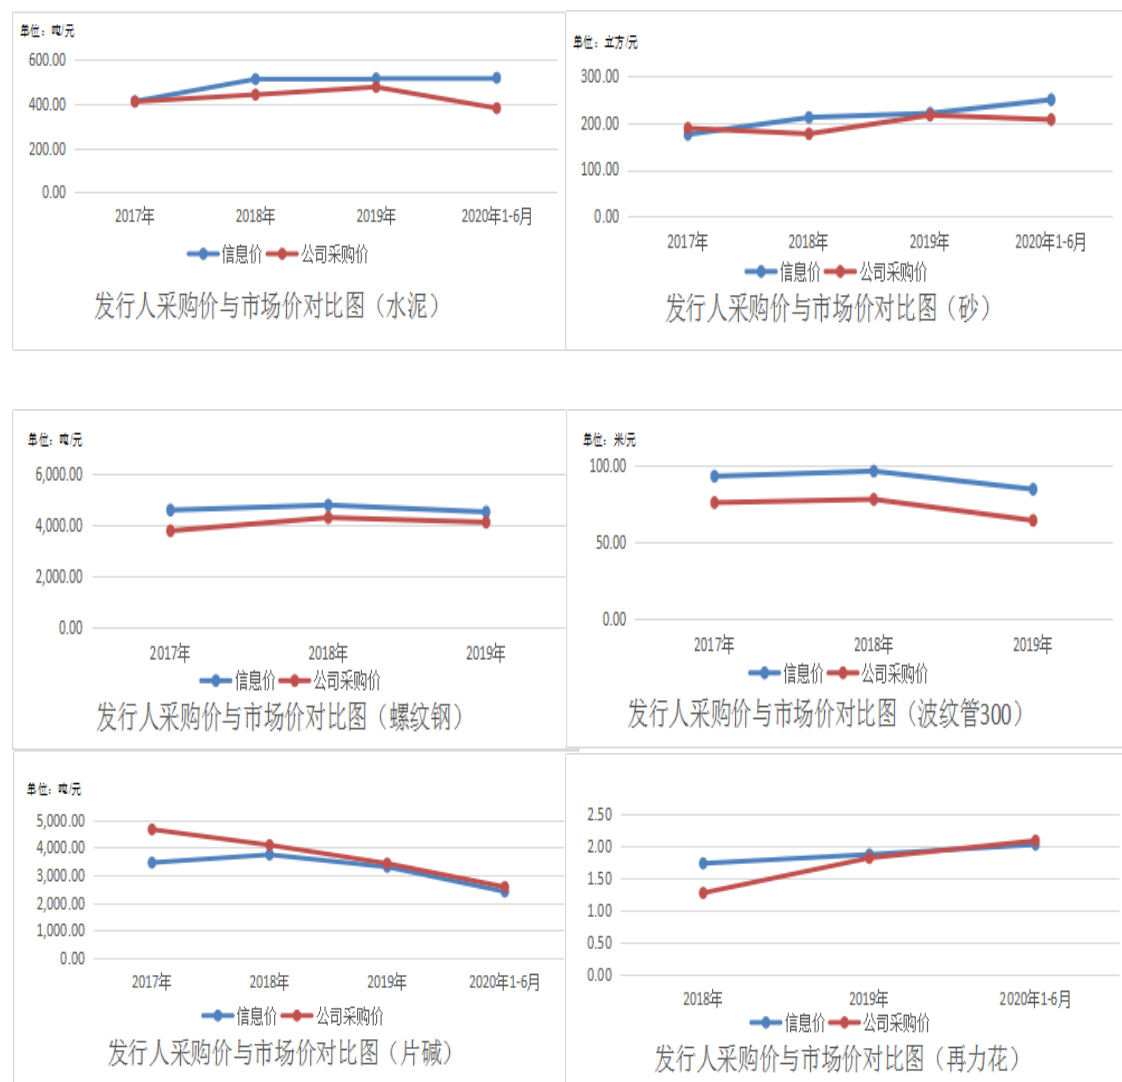 单位：吨/元
600.00
400.00
200.00
0.00
2017年 2018年 2019年 2020年1-6月
信息价 公司采购价
发行人采购价与市场价对比图（水泥）
单位：立方/元
300.00
200.00
100.00
0.00
2017年 2018年 2019年 2020年1-6月
信息价 公司采购价
发行人采购价与市场价对比图（砂）
单位：吨/元
6,000.00
4,000.00
2,000.00
0.00
2017年 2018年 2019年
信息价 公司采购价
发行人采购价与市场价对比图（螺纹钢）
单位：米/元
100.00
50.00
0.00
2017年 2018年 2019年
信息价 公司采购价
发行人采购价与市场价对比图（波纹管300）
单位：吨/元
5,000.00
4,000.00
3,000.00
2,000.00
1,000.00
0.00
2017年 2018年 2019年 2020年1-6月
信息价 公司采购价
发行人采购价与市场价对比图（片碱）
2.50
2.00
1.50
1.00
0.50
0.00
2018年 2019年 2020年1-6月
信息价 公司采购价
发行人采购价与市场价对比图（再力花）